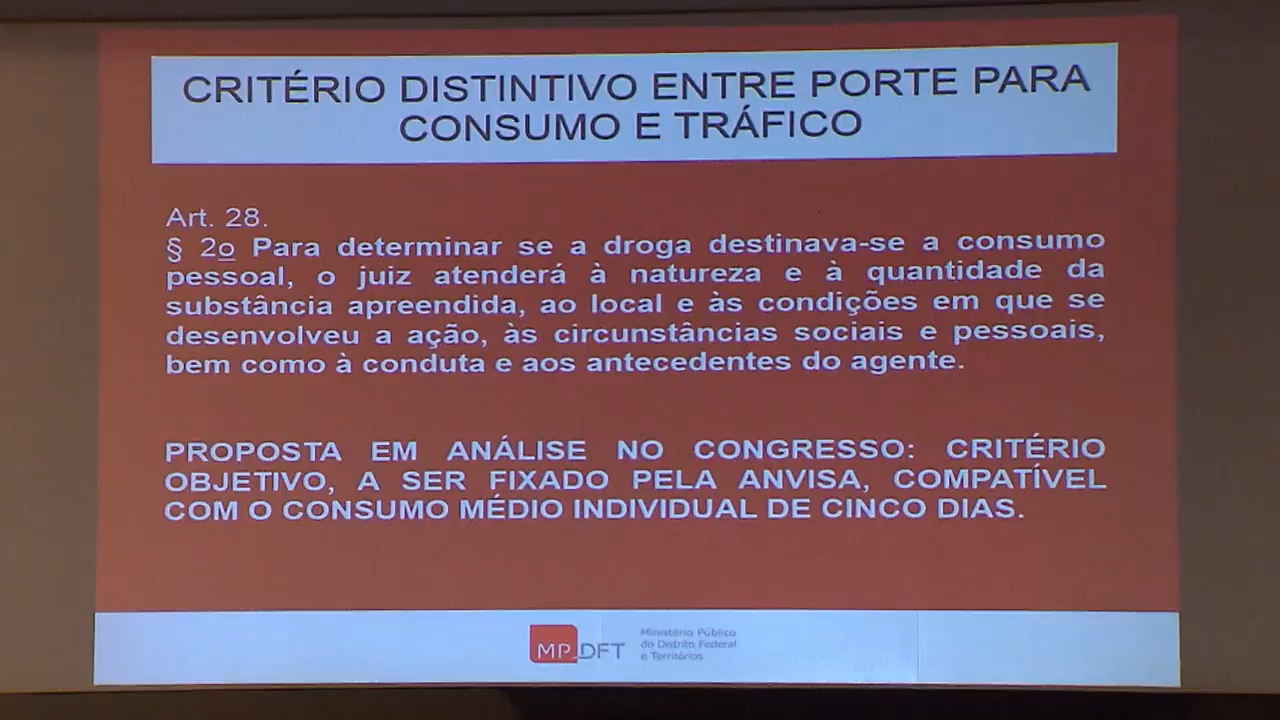 CRITÉRIO DISTINTIVO ENTRE PORTE PARA
CONSUMO E TRÁFICO
Art. 28.
§ 2o Para determinar se a droga destinava-se a consumo
pessoal, o juiz atenderá à natureza e à quantidade da
substância apreendida, ao local e às condições em que se
desenvolveu a ação, às circunstâncias sociais e pessoais,
bem como à conduta e aos antecedentes do agente.
PROPOSTA EM ANÁLISE NO CONGRESSO: CRITÉRIO
OBJETIVO, A SER FIXADO PELA ANVISA, COMPATÍVEL
COM O CONSUMO MÉDIO INDIVIDUAL DE CINCO DIAS.
MPDFT
Ministério Público
do Distrito Federal
e Territórios